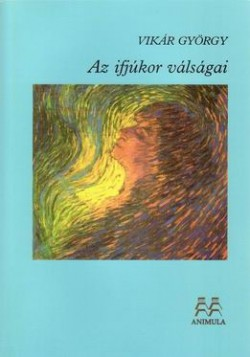 VIKÁR GYÖRGY
Az ifjúkor válságai
ANIMULA